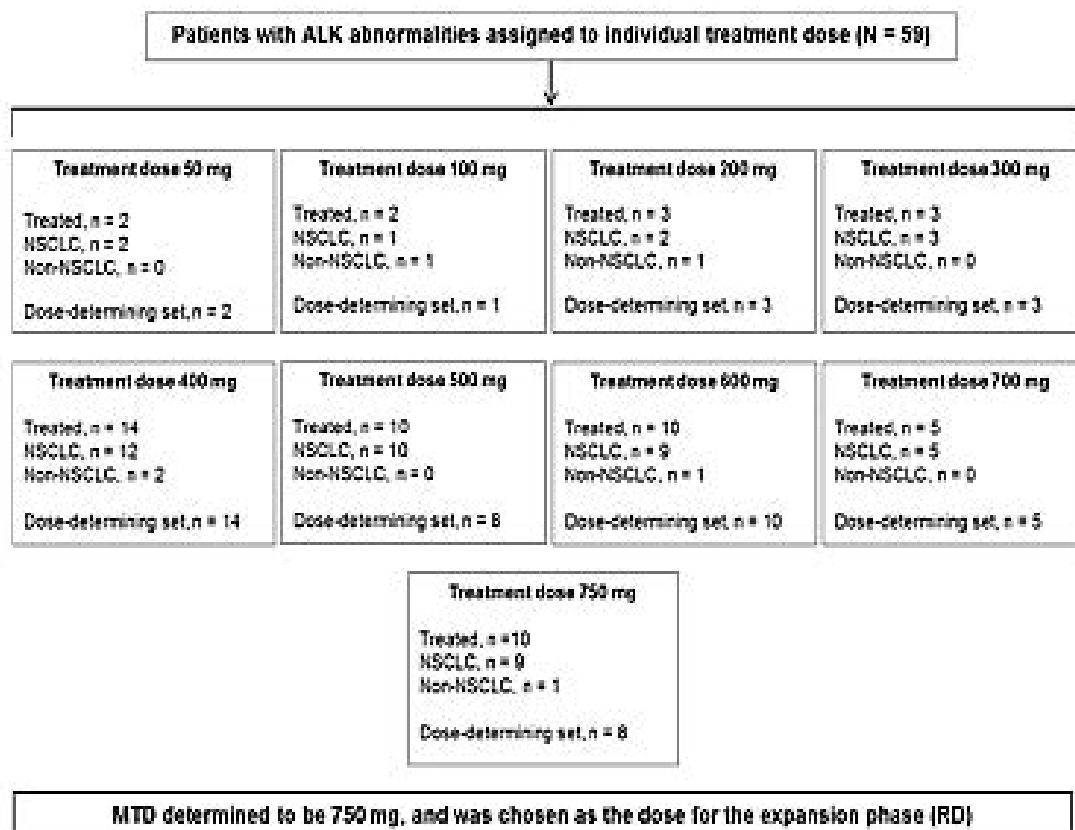 Patients with ALK abnormalities assigned to individual treatment dose (N = 59)
Treatment dose 50 mg
Treated, n = 2
NSCLC, n = 2
Non-NSCLC, n = 0
Dose-determining set, n = 2
Treatment dose 100 mg
Treated, n = 2
NSCLC, n = 1
Non-NSCLC, n = 1
Dose-determining set, n = 1
Treatment dose 200 mg
Treated, n = 3
NSCLC, n = 2
Non-NSCLC, n = 1
Dose-determining set, n = 3
Treatment dose 300 mg
Treated, n = 3
NSCLC, n = 3
Non-NSCLC, n = 0
Dose-determining set, n = 3
Treatment dose 400 mg
Treated, n = 14
NSCLC, n = 12
Non-NSCLC, n = 2
Dose-determining set, n = 14
Treatment dose 500 mg
Treated, n = 10
NSCLC, n = 10
Non-NSCLC, n = 0
Dose-determining set, n = 8
Treatment dose 600 mg
Treated, n = 10
NSCLC, n = 9
Non-NSCLC, n = 1
Dose-determining set, n = 10
Treatment dose 700 mg
Treated, n = 5
NSCLC, n = 5
Non-NSCLC, n = 0
Dose-determining set, n = 5
Treatment dose 750 mg
Treated, n =10
NSCLC, n = 9
Non-NSCLC, n = 1
Dose-determining set, n = 8
MTD determined to be 750 mg, and was chosen as the dose for the expansion phase (RD)